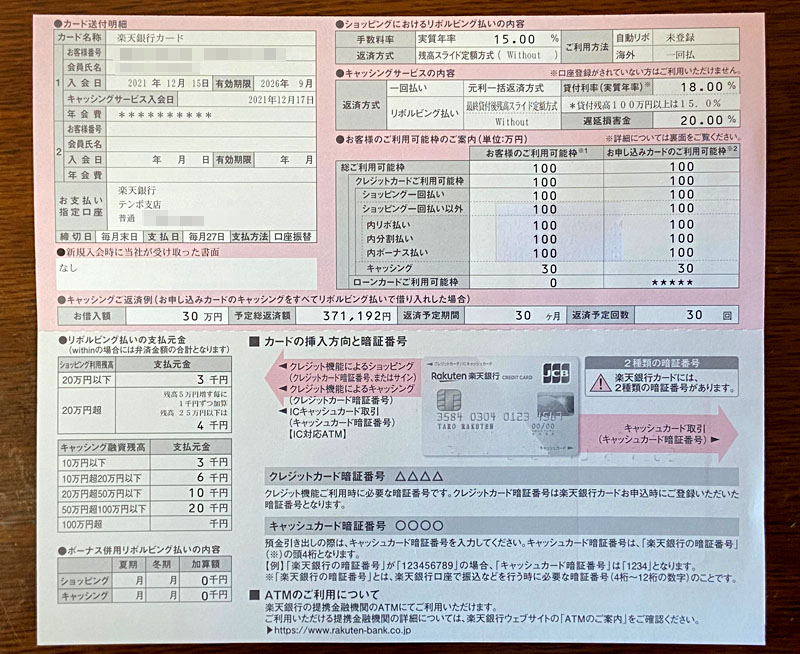 ●カード送付明細
カード名称 楽天銀行カード
お客様番号
会員氏名
1 入会日 2021年 12月 15日 有効期限 2026年 9月
キャッシングサービス入会日 2021年12月17日
年会費 **********
お客様番号
会員氏名
2 入会日 年 月 日 有効期限 年 月
年会費
お支払い指定口座 楽天銀行
テンポ支店
普通
締切日 毎月末日 支払日 毎月27日 支払方法 口座振替
●新規入会時に当社が受け取った書面
なし
●ショッピングにおけるリボルビング払いの内容
手数料率 実質年率 15.00 % ご利用方法 自動リボ 未登録
返済方式 残高スライド定額方式(Without) 海外 一回払
●キャッシングサービスの内容 ※口座登録がされていない方はご利用いただけません。
返済方式 一回払い 元利一括返済方式 貸付利率(実質年率)※ 18.00 %
リボルビング払い 最終貸付後残高スライド定額方式 Without *貸付残高100万円以上は15.0%
遅延損害金 20.00 %
●お客様のご利用可能枠のご案内(単位:万円) ※詳細については裏面をご覧ください。
お客様のご利用可能枠※1 お申し込みカードのご利用可能枠※2
総ご利用可能枠 100 100
クレジットカードご利用可能枠 100 100
ショッピング一回払い 100 100
ショッピング一回払い以外 100 100
内リボ払い 100 100
内分割払い 100 100
内ボーナス払い 100 100
キャッシング 30 30
ローンカードご利用可能枠 0 *****
●キャッシングご返済例(お申し込みカードのキャッシングをすべてリボルビング払いで借り入れした場合)
お借入額 30 万円 予定総返済額 371,192円 返済予定期間 30 ヶ月 返済予定回数 30 回
●リボルビング払いの支払元金
(withinの場合には弁済金額の合計となります)
ショッピング利用残高 支払元金
20万円以下 3 千円
20万円超 残高5万円増す毎に
1千円ずつ加算
残高25万円以下は
4 千円
キャッシング融資残高 支払元金
10万円以下 3 千円
10万円超20万円以下 6 千円
20万円超50万円以下 10 千円
50万円超100万円以下 20 千円
100万円超 千円
●ボーナス併用リボルビング払いの内容
夏期 冬期 加算額
ショッピング 月 月 0千円
キャッシング 月 月 0千円
■ カードの挿入方向と暗証番号
◀クレジット機能によるショッピング
(クレジットカード暗証番号、またはサイン)
◀クレジット機能によるキャッシング
(クレジットカード暗証番号)
◀ICキャッシュカード取引
(キャッシュカード暗証番号)
【IC対応ATM】
Rakuten 楽天銀行 CREDIT CARD JCB
3584 0304 0123 4567
00/00
TARO RAKUTEN
2種類の暗証番号
楽天銀行カードには、
2種類の暗証番号があります。
キャッシュカード取引
(キャッシュカード暗証番号)▶
クレジットカード暗証番号 △△△△
クレジット機能ご利用時に必要な暗証番号です。クレジットカード暗証番号は楽天銀行カードお申込時にご登録いただいた
暗証番号となります。
キャッシュカード暗証番号 ○○○○
預金引き出しの際は、キャッシュカード暗証番号を入力してください。キャッシュカード暗証番号は、「楽天銀行の暗証番号」
(※)の頭4桁となります。
【例】「楽天銀行の暗証番号」が「123456789」の場合、「キャッシュカード暗証番号」は「1234」となります。
※「楽天銀行の暗証番号」とは、楽天銀行口座で振込などを行う時に必要な暗証番号(4桁〜12桁の数字)のことです。
■ ATMのご利用について
楽天銀行の提携金融機関のATMにてご利用いただけます。
ご利用いただける提携金融機関の詳細については、楽天銀行ウェブサイトの「ATMのご案内」をご確認ください。
▶https://www.rakuten-bank.co.jp